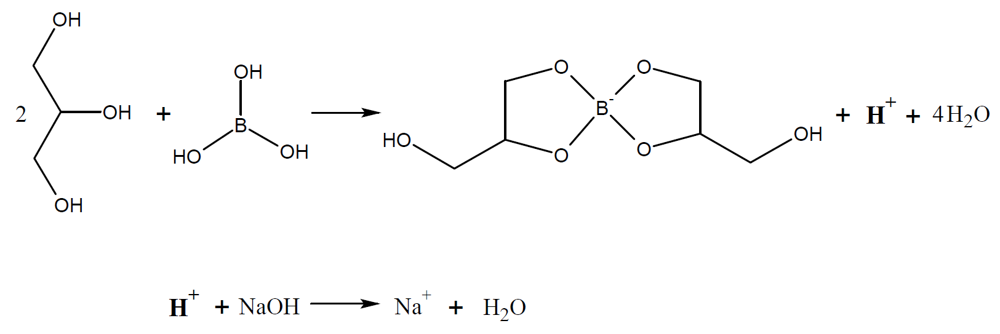 OH
OH
2 OH + HO B OH → O O B- O O + H+ + 4H2O
HO OH
OH
H+ + NaOH → Na+ + H2O